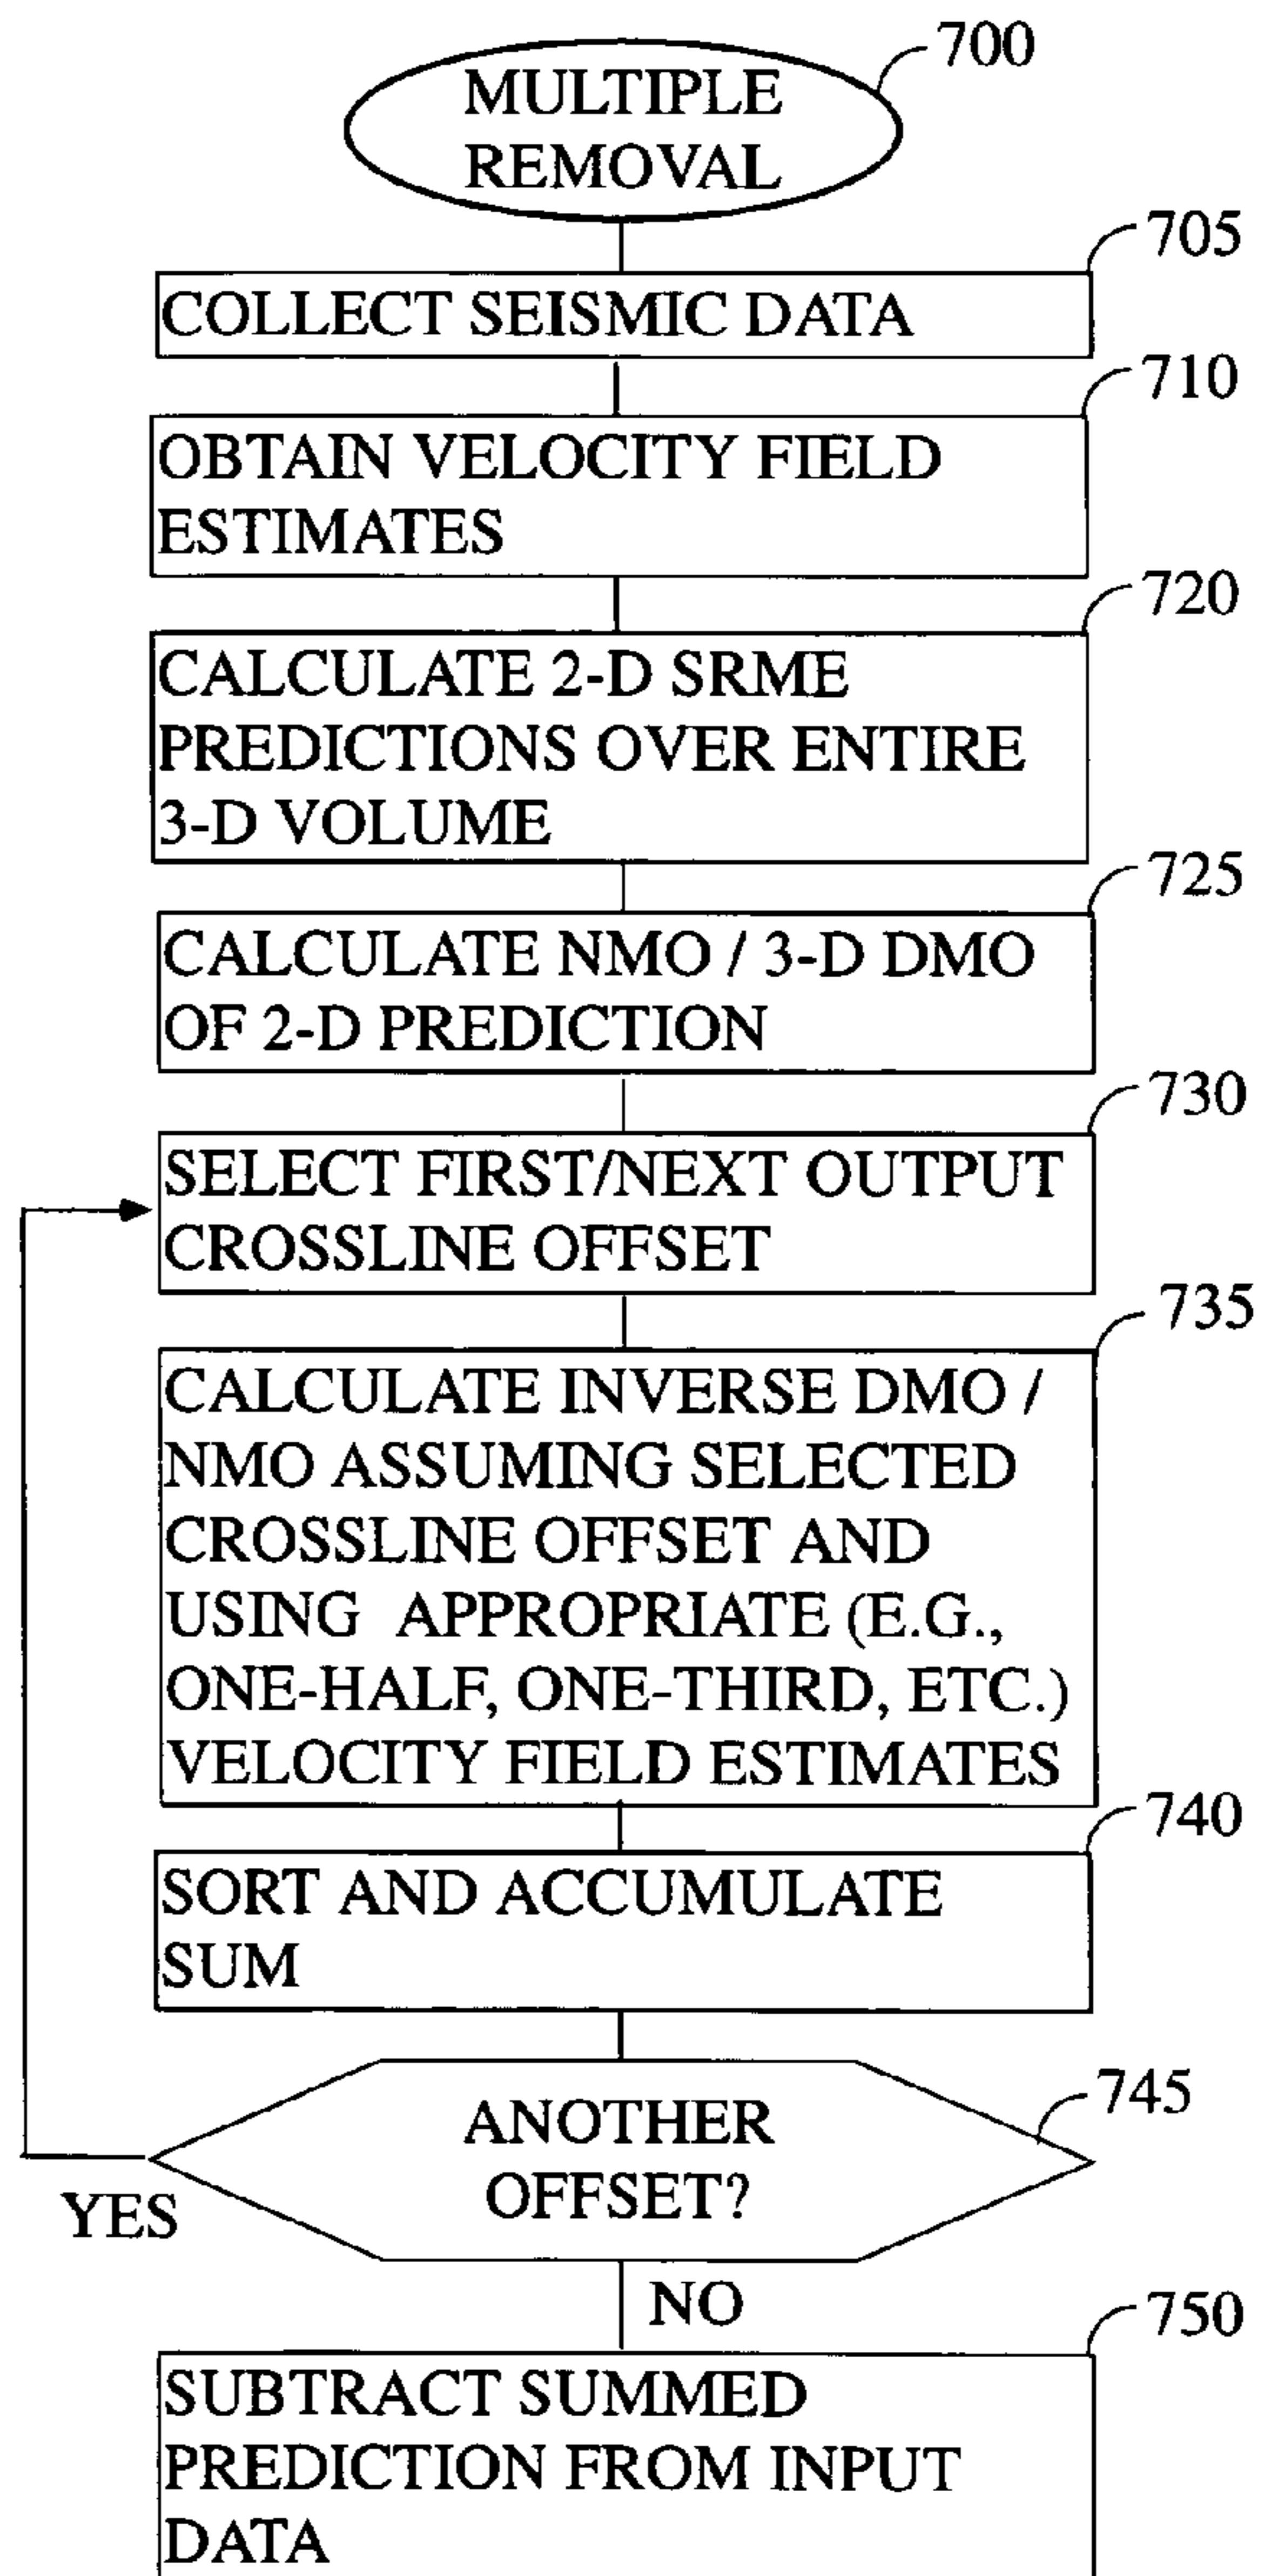 700
MULTIPLE
REMOVAL
705
COLLECT SEISMIC DATA
710
OBTAIN VELOCITY FIELD
ESTIMATES
720
CALCULATE 2-D SRME
PREDICTIONS OVER ENTIRE
3-D VOLUME
725
CALCULATE NMO / 3-D DMO
OF 2-D PREDICTION
730
SELECT FIRST/NEXT OUTPUT
CROSSLINE OFFSET
735
CALCULATE INVERSE DMO /
NMO ASSUMING SELECTED
CROSSLINE OFFSET AND
USING APPROPRIATE (E.G.,
ONE-HALF, ONE-THIRD, ETC.)
VELOCITY FIELD ESTIMATES
740
SORT AND ACCUMULATE
SUM
745
ANOTHER
OFFSET?
YES
NO
750
SUBTRACT SUMMED
PREDICTION FROM INPUT
DATA